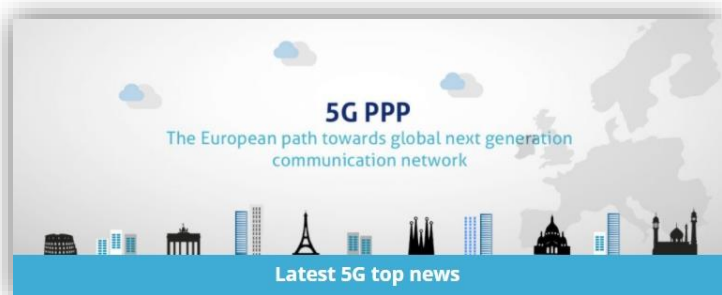 5G PPP
The European path towards global next generation
communication network
Latest 5G top news